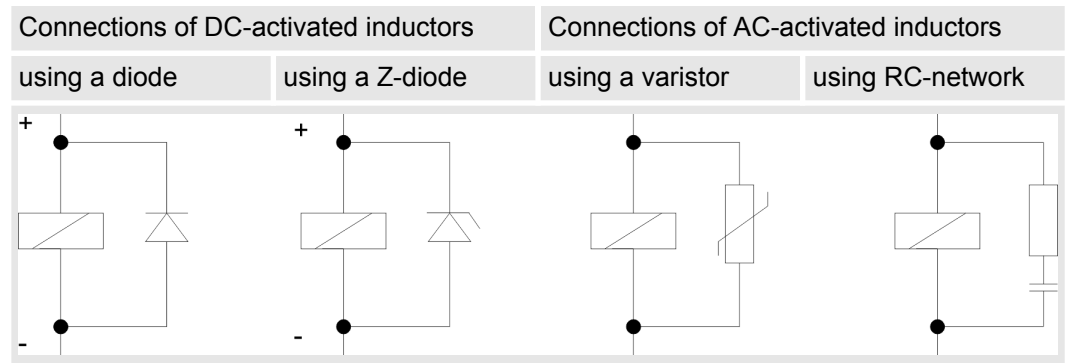 Connections of DC-activated inductors
Connections of AC-activated inductors
using a diode
using a Z-diode
using a varistor
using RC-network
+
+
-
-